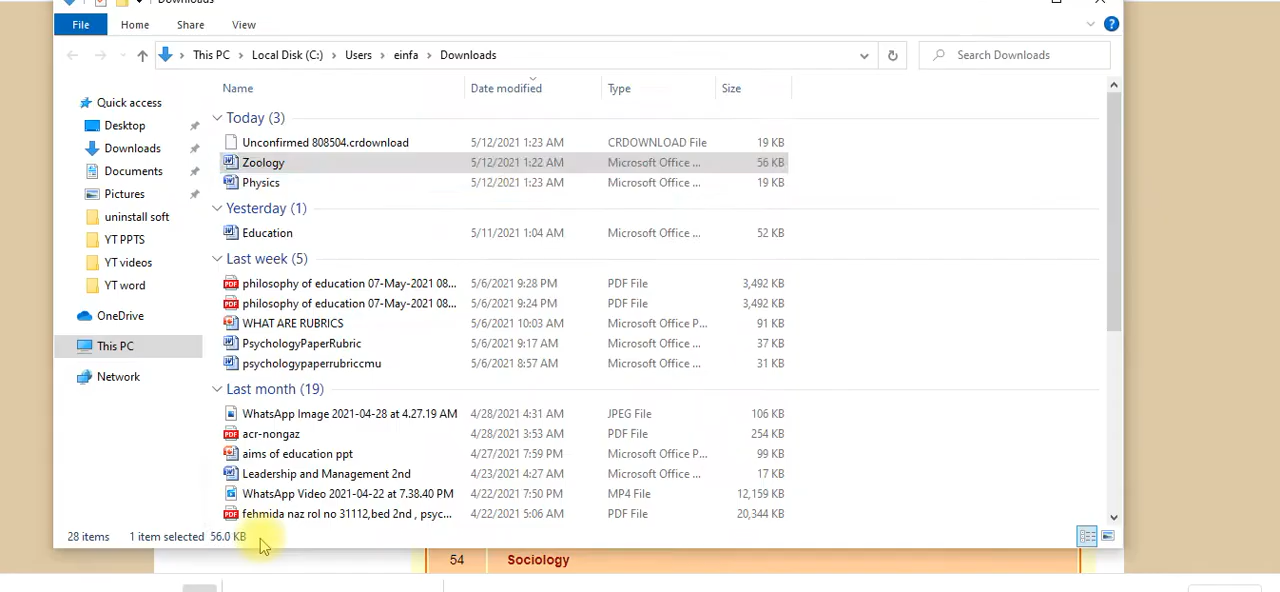 Downloads
File Home Share View
This PC Local Disk (C:) Users einfa Downloads Search Downloads
Name Date modified Type Size
Quick access
Desktop
Downloads
Documents
Pictures
uninstall soft
YT PPTS
YT videos
YT word
OneDrive
This PC
Network
Today (3)
Unconfirmed 808504.crdownload 5/12/2021 1:23 AM CRDOWNLOAD File 19 KB
Zoology 5/12/2021 1:22 AM Microsoft Office ... 56 KB
Physics 5/12/2021 1:23 AM Microsoft Office ... 19 KB
Yesterday (1)
Education 5/11/2021 1:04 AM Microsoft Office ... 52 KB
Last week (5)
philosophy of education 07-May-2021 08... 5/6/2021 9:28 PM PDF File 3,492 KB
philosophy of education 07-May-2021 08... 5/6/2021 9:24 PM PDF File 3,492 KB
WHAT ARE RUBRICS 5/6/2021 10:03 AM Microsoft Office P... 91 KB
PsychologyPaperRubric 5/6/2021 9:17 AM Microsoft Office ... 37 KB
psychologypaperrubriccmu 5/6/2021 8:57 AM Microsoft Office ... 31 KB
Last month (19)
WhatsApp Image 2021-04-28 at 4.27.19 AM 4/28/2021 4:31 AM JPEG File 106 KB
acr-nongaz 4/28/2021 3:53 AM PDF File 254 KB
aims of education ppt 4/27/2021 7:59 PM Microsoft Office P... 99 KB
Leadership and Management 2nd 4/23/2021 4:27 AM Microsoft Office ... 17 KB
WhatsApp Video 2021-04-22 at 7.38.40 PM 4/22/2021 7:50 PM MP4 File 12,159 KB
fehmida naz rol no 31112,bed 2nd , psyc... 4/22/2021 5:06 AM PDF File 20,344 KB
28 items 1 item selected 56.0 KB
54 Sociology